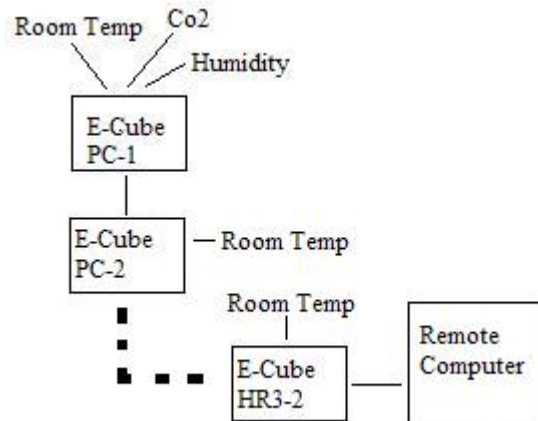 Co2
Room Temp
Humidity
E-Cube
PC-1
E-Cube
PC-2
Room Temp
Room Temp
E-Cube
HR3-2
Remote
Computer